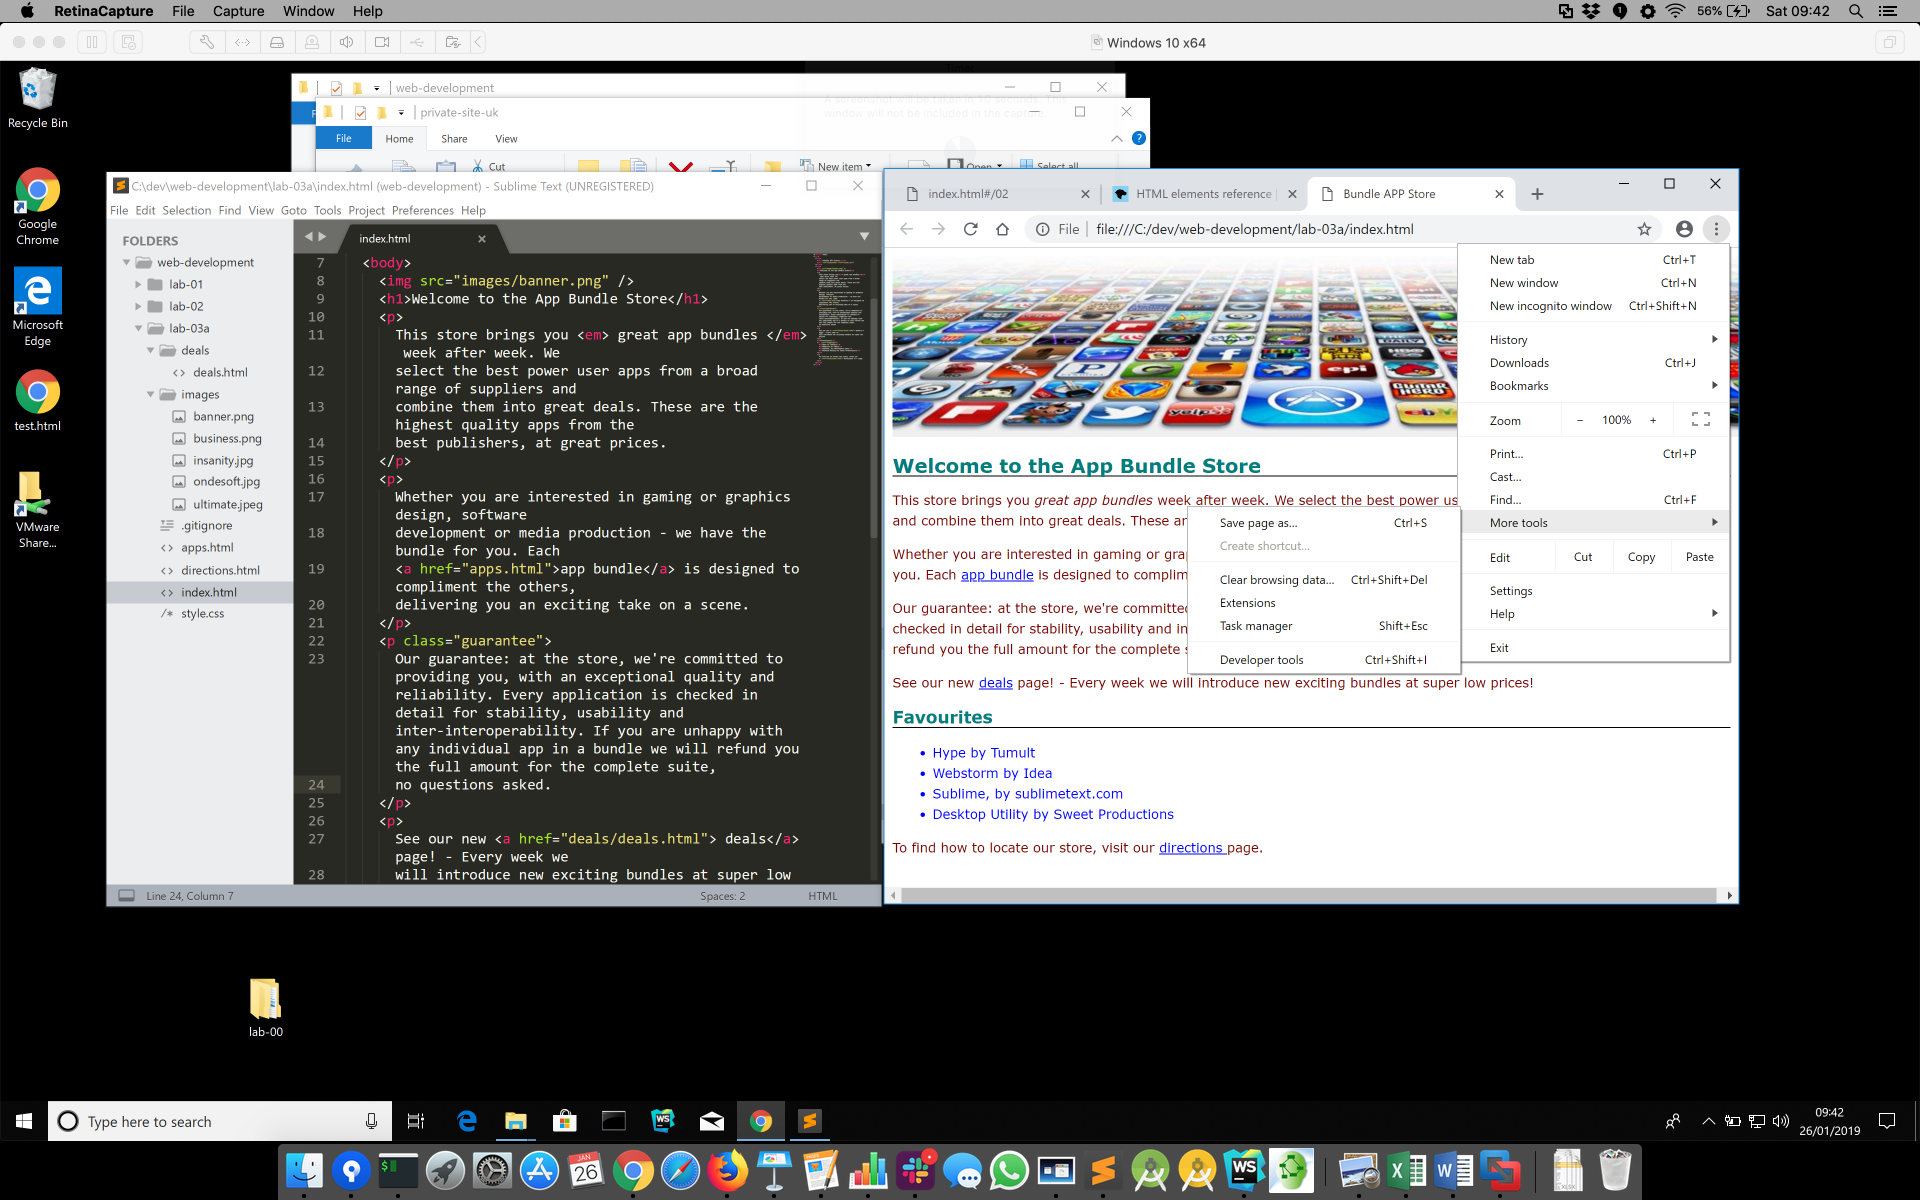 RetinaCapture File Capture Window Help
56% Sat 09:42
Windows 10 x64
Recycle Bin
Google
Chrome
Microsoft
Edge
test.html
VMware
Share...
lab-00
web-development
private-site-uk
File Home Share View
Cut
New item
Open
Select all
C:\dev\web-development\lab-03a\index.html (web-development) - Sublime Text (UNREGISTERED)
File Edit Selection Find View Goto Tools Project Preferences Help
FOLDERS
web-development
lab-01
lab-02
lab-03a
deals
<> deals.html
images
banner.png
business.png
insanity.jpg
ondesoft.jpg
ultimate.jpeg
.gitignore
<> apps.html
<> directions.html
<> index.html
/* style.css
index.html
7 <body>
8 <img src="images/banner.png" />
9 <h1>Welcome to the App Bundle Store</h1>
10 <p>
11 This store brings you <em> great app bundles </em>
week after week. We
12 select the best power user apps from a broad
range of suppliers and
13 combine them into great deals. These are the
highest quality apps from the
14 best publishers, at great prices.
15 </p>
16 <p>
17 Whether you are interested in gaming or graphics
design, software
18 development or media production - we have the
bundle for you. Each
19 <a href="apps.html">app bundle</a> is designed to
compliment the others,
20 delivering you an exciting take on a scene.
21 </p>
22 <p class="guarantee">
23 Our guarantee: at the store, we're committed to
providing you, with an exceptional quality and
reliability. Every application is checked in
detail for stability, usability and
inter-interoperability. If you are unhappy with
any individual app in a bundle we will refund you
the full amount for the complete suite,
24 no questions asked.
25 </p>
26 <p>
27 See our new <a href="deals/deals.html"> deals</a>
page! - Every week we
28 will introduce new exciting bundles at super low
Line 24, Column 7 Spaces: 2 HTML
index.html#/02
HTML elements reference
Bundle APP Store
File file:///C:/dev/web-development/lab-03a/index.html
Welcome to the App Bundle Store
This store brings you great app bundles week after week. We select the best power us
and combine them into great deals. These ar
Whether you are interested in gaming or gra
you. Each app bundle is designed to complim
Our guarantee: at the store, we're committed
checked in detail for stability, usability and in
refund you the full amount for the complete s
See our new deals page! - Every week we will introduce new exciting bundles at super low prices!
Favourites
Hype by Tumult
Webstorm by Idea
Sublime, by sublimetext.com
Desktop Utility by Sweet Productions
To find how to locate our store, visit our directions page.
New tab Ctrl+T
New window Ctrl+N
New incognito window Ctrl+Shift+N
History
Downloads Ctrl+J
Bookmarks
Zoom - 100% +
Print... Ctrl+P
Cast...
Find... Ctrl+F
More tools
Edit Cut Copy Paste
Settings
Help
Exit
Save page as... Ctrl+S
Create shortcut...
Clear browsing data... Ctrl+Shift+Del
Extensions
Task manager Shift+Esc
Developer tools Ctrl+Shift+I
Type here to search
09:42
26/01/2019
JAN
26